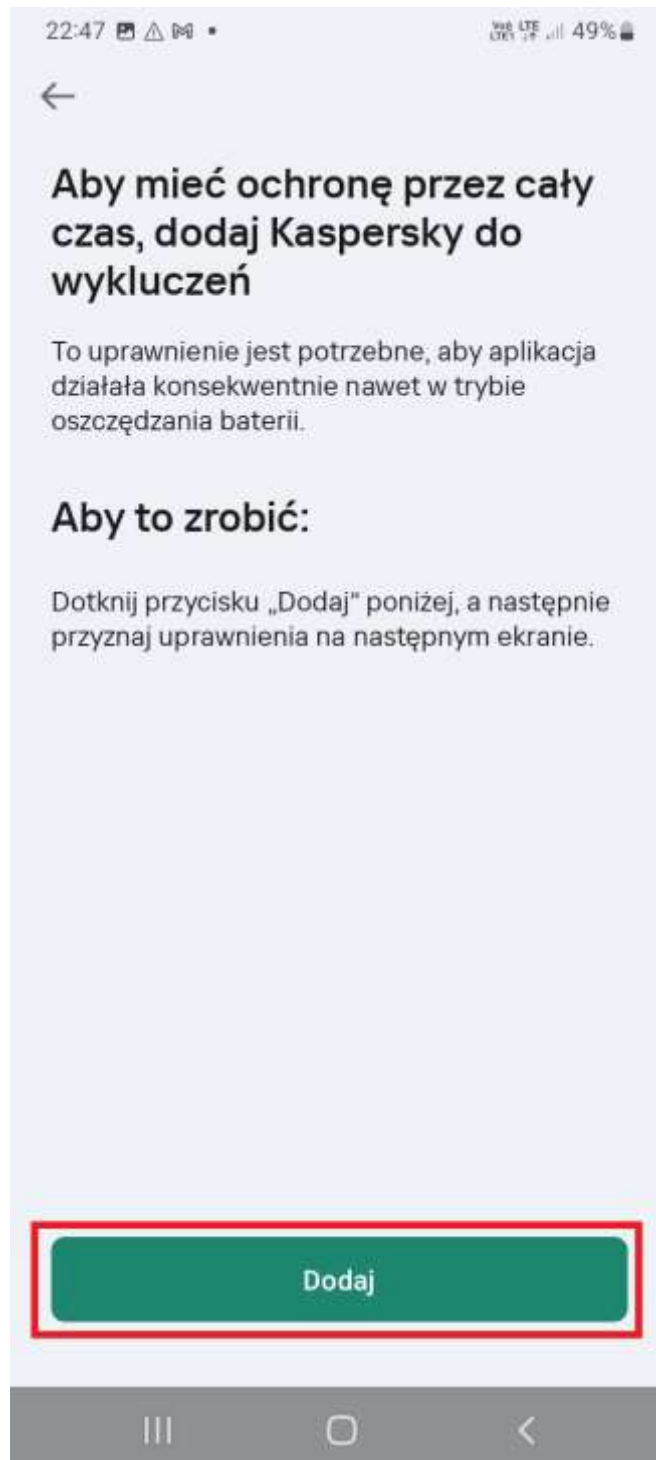 22:47 49%
Aby mieć ochronę przez cały
czas, dodaj Kaspersky do
wykluczeń
To uprawnienie jest potrzebne, aby aplikacja
działała konsekwentnie nawet w trybie
oszczędzania baterii.
Aby to zrobić:
Dotknij przycisku „Dodaj" poniżej, a następnie
przyznaj uprawnienia na następnym ekranie.
Dodaj